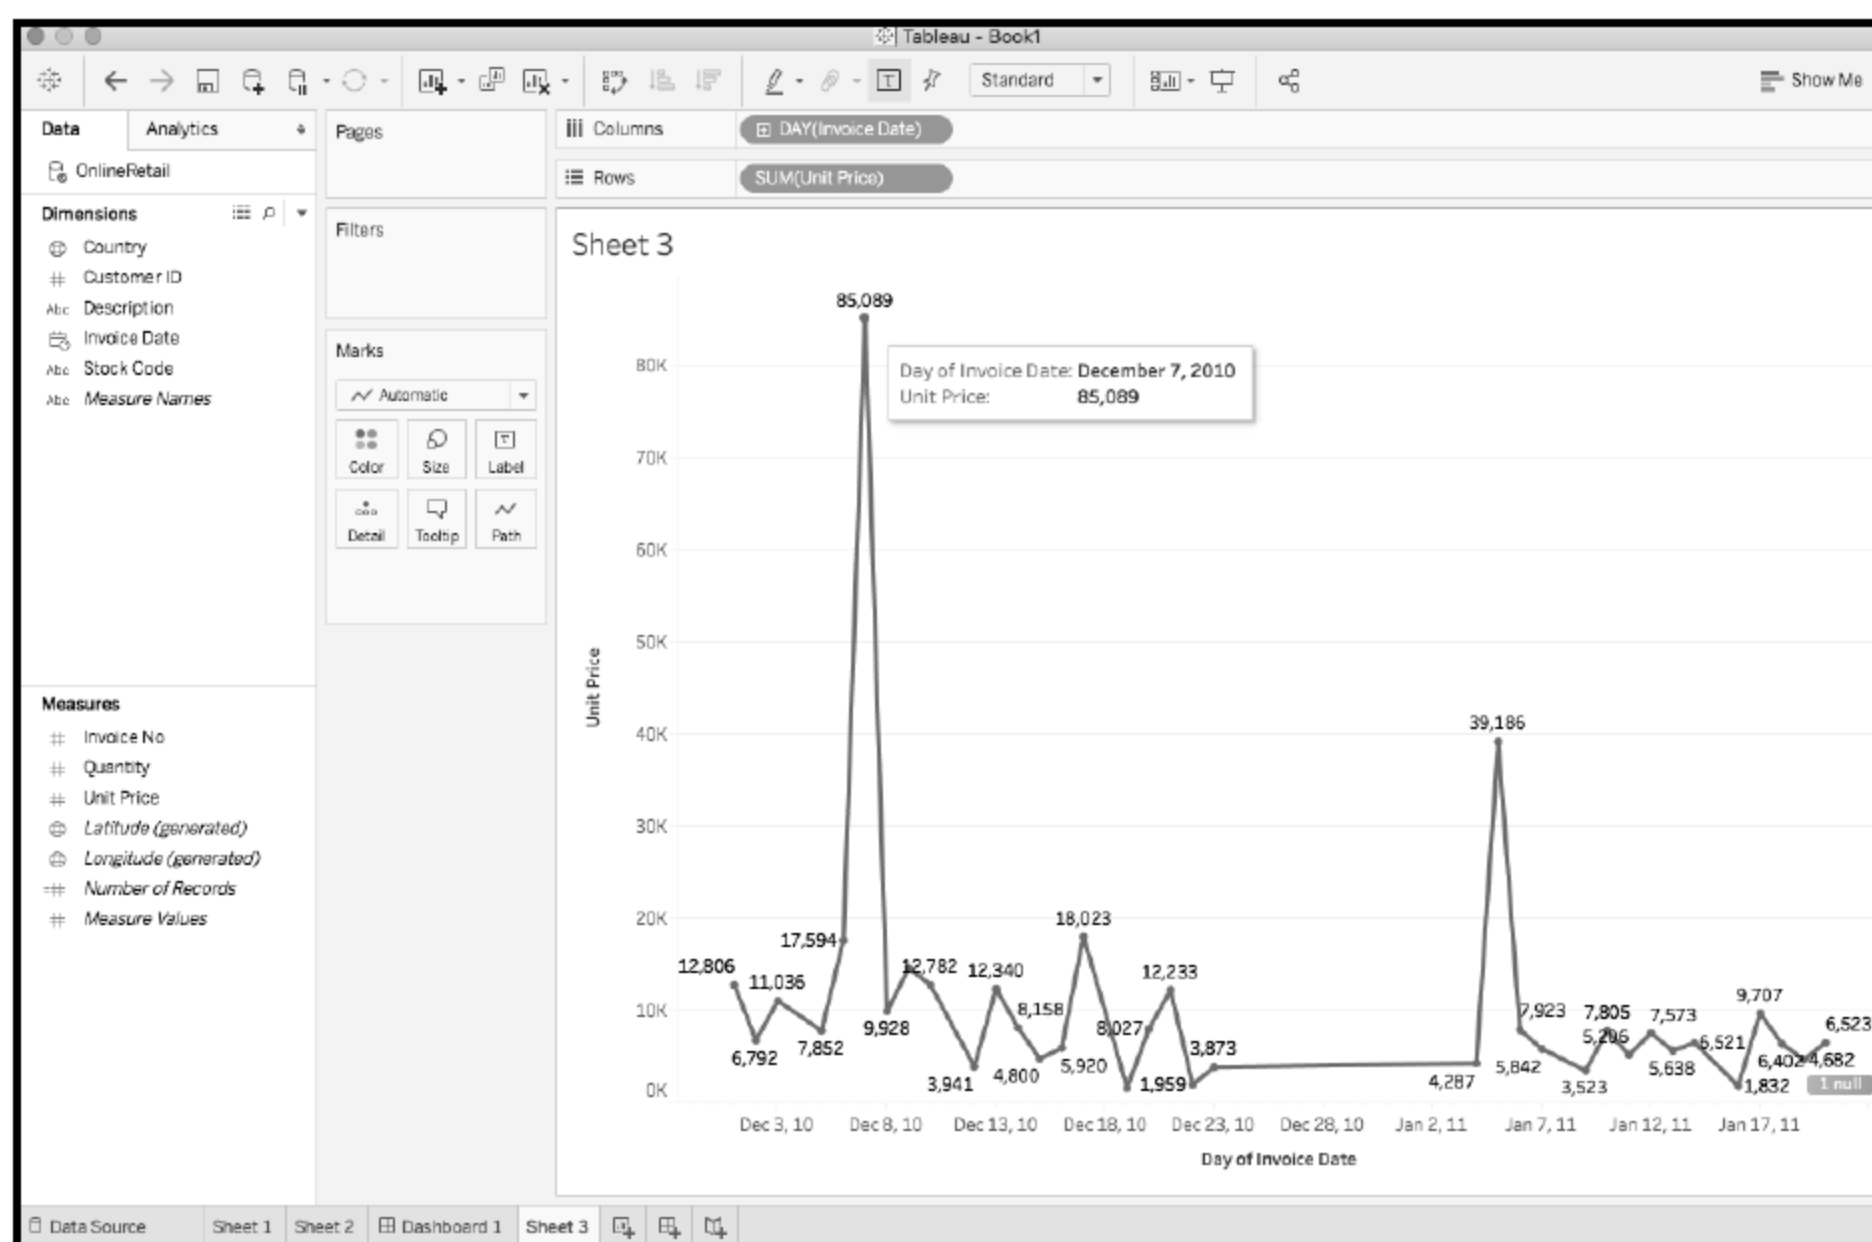 Tableau - Book1
Standard
Show Me
Data
Analytics
OnlineRetail
Dimensions
Country
Customer ID
Abc Description
Invoice Date
Abc Stock Code
Abc Measure Names
Measures
Invoice No
Quantity
Unit Price
Latitude (generated)
Longitude (generated)
Number of Records
Measure Values
Pages
Filters
Marks
Automatic
Color
Size
Label
Detail
Tooltip
Path
Columns
DAY(Invoice Date)
Rows
SUM(Unit Price)
Sheet 3
85,089
Day of Invoice Date: December 7, 2010
Unit Price: 85,089
80K
70K
60K
50K
40K
30K
20K
10K
0K
Unit Price
39,186
18,023
17,594
12,806
11,036
12,782
12,340
12,233
9,707
6,792
7,852
9,928
3,941
8,158
4,800
5,920
8,027
1,959
3,873
4,287
7,923
5,842
3,523
7,805
5,296
7,573
5,638
5,521
1,832
6,402
4,682
6,523
1 null
Dec 3, 10
Dec 8, 10
Dec 13, 10
Dec 18, 10
Dec 23, 10
Dec 28, 10
Jan 2, 11
Jan 7, 11
Jan 12, 11
Jan 17, 11
Day of Invoice Date
Data Source
Sheet 1
Sheet 2
Dashboard 1
Sheet 3